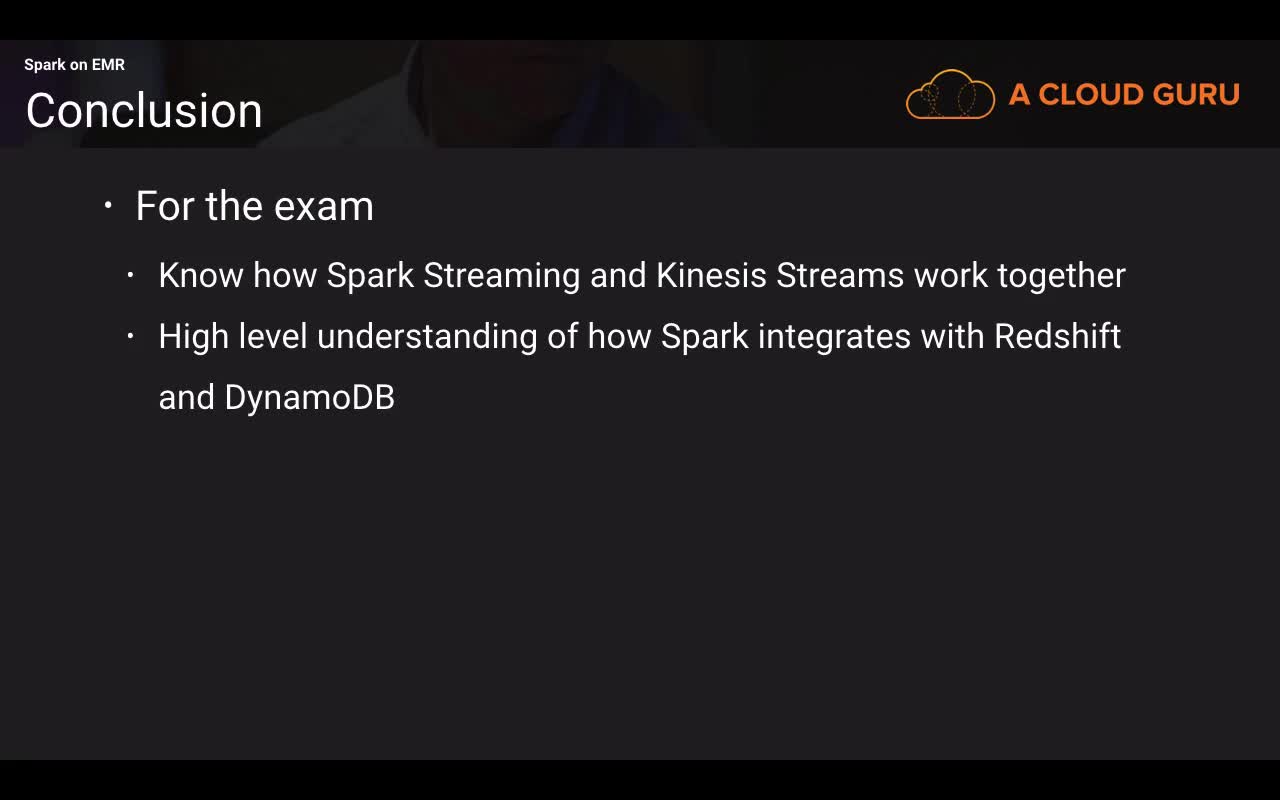 Spark on EMR
Conclusion
A CLOUD GURU
• For the exam
• Know how Spark Streaming and Kinesis Streams work together
• High level understanding of how Spark integrates with Redshift
and DynamoDB